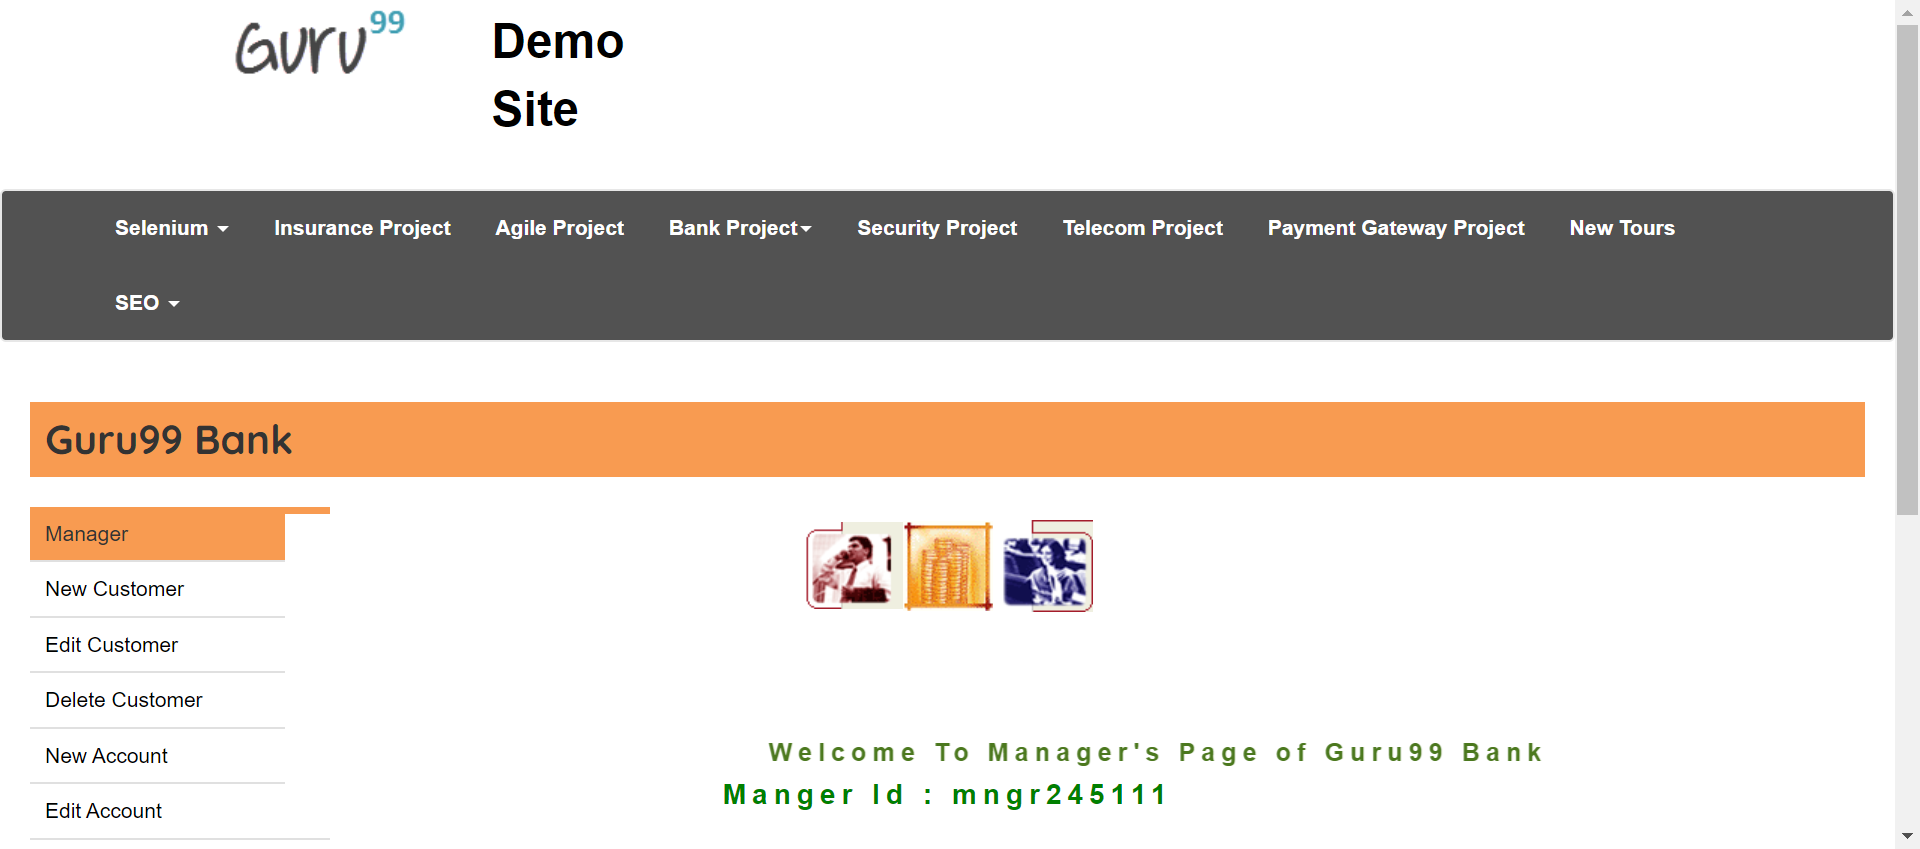 Guru99
Demo
Site
Selenium
Insurance Project
Agile Project
Bank Project
Security Project
Telecom Project
Payment Gateway Project
New Tours
SEO
Guru99 Bank
Manager
New Customer
Edit Customer
Delete Customer
New Account
Edit Account
Welcome To Manager's Page of Guru99 Bank
Manger Id : mngr245111